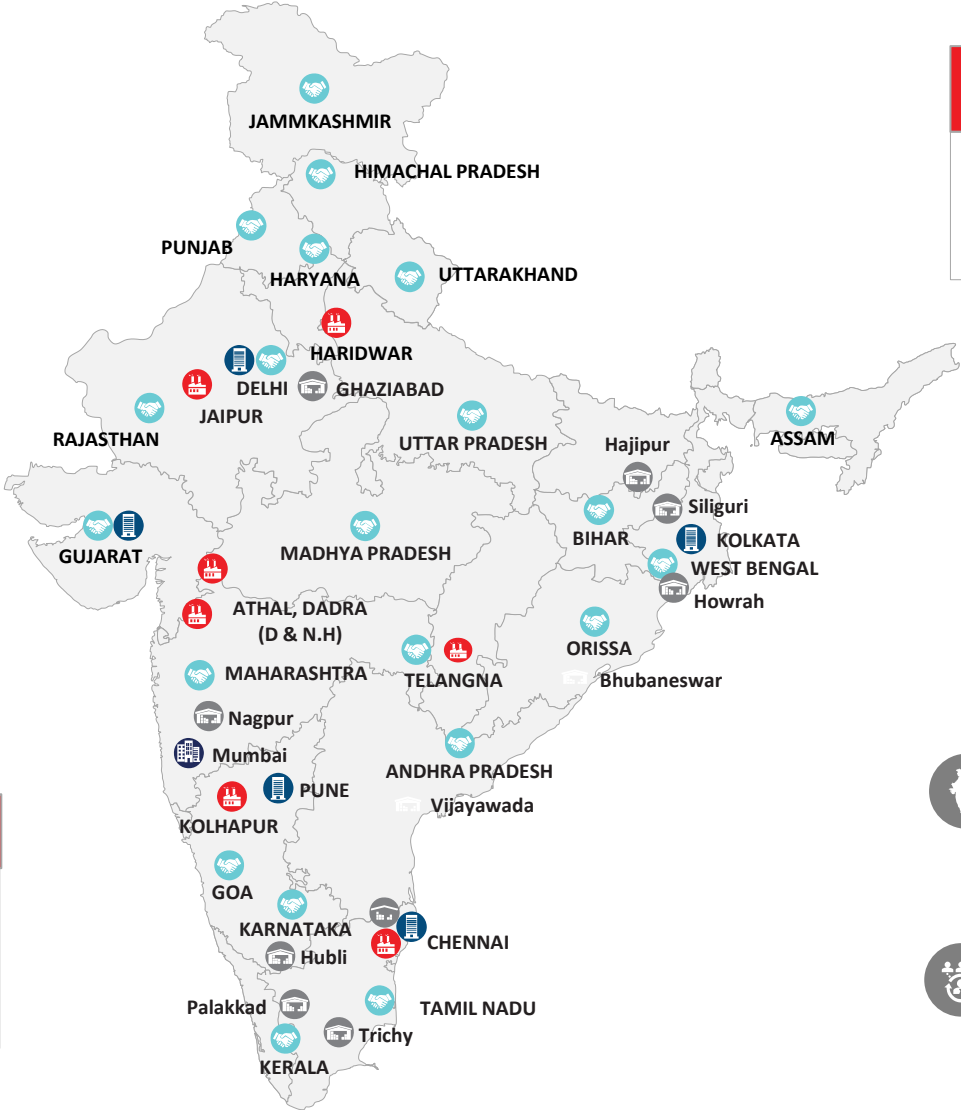 JAMMKASHMIR
HIMACHAL PRADESH
PUNJAB
HARYANA
UTTARAKHAND
HARIDWAR
DELHI
GHAZIABAD
JAIPUR
RAJASTHAN
UTTAR PRADESH
ASSAM
Hajipur
Siliguri
BIHAR
KOLKATA
GUJARAT
MADHYA PRADESH
WEST BENGAL
Howrah
ATHAL, DADRA
(D & N.H)
ORISSA
MAHARASHTRA
TELANGNA
Bhubaneswar
Nagpur
Mumbai
ANDHRA PRADESH
PUNE
Vijayawada
KOLHAPUR
GOA
KARNATAKA
CHENNAI
Hubli
Palakkad
TAMIL NADU
Trichy
KERALA